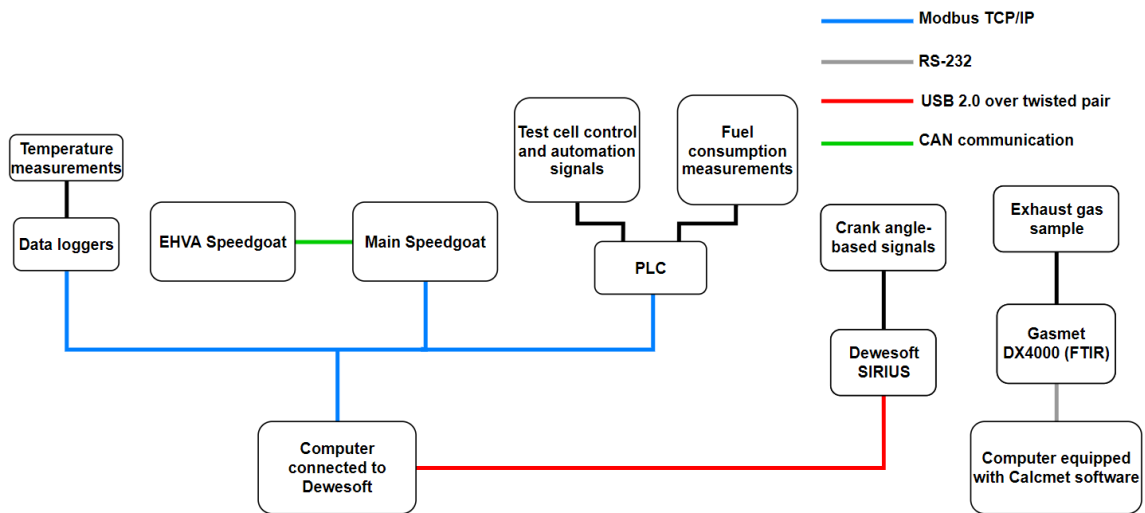 Modbus TCP/IP
RS-232
USB 2.0 over twisted pair
CAN communication
Temperature
measurements
Test cell control
and automation
signals
Fuel
consumption
measurements
Data loggers
EHVA Speedgoat
Main Speedgoat
PLC
Crank angle-
based signals
Exhaust gas
sample
Dewesoft
SIRIUS
Gasmet
DX4000 (FTIR)
Computer
connected to
Dewesoft
Computer equipped
with Calcmet software